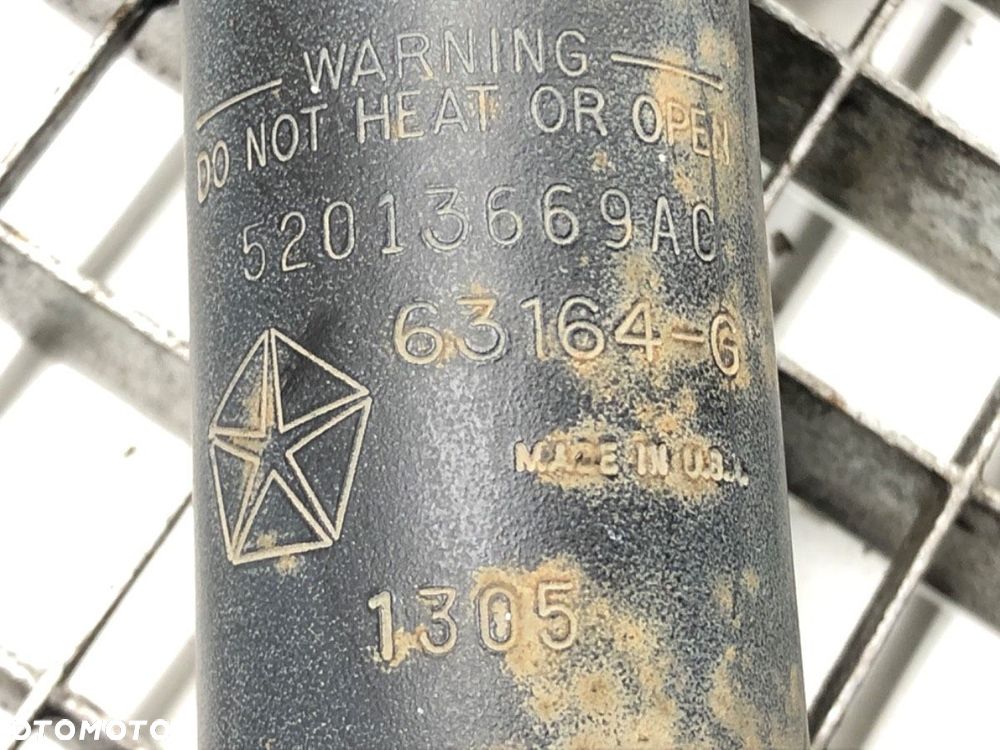 WARNING
DO NOT HEAT OR OPEN
52013669AC
63164-G
MADE IN U.S.A.
1305
OTOMOTO